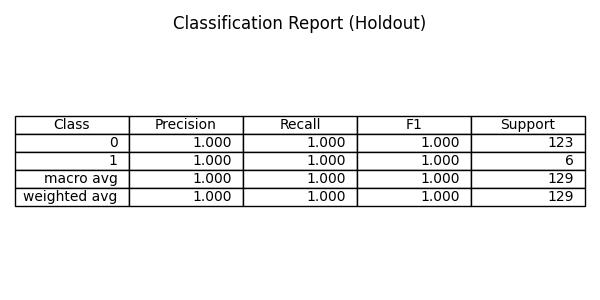 Classification Report (Holdout)
Class Precision Recall F1 Support
0 1.000 1.000 1.000 123
1 1.000 1.000 1.000 6
macro avg 1.000 1.000 1.000 129
weighted avg 1.000 1.000 1.000 129